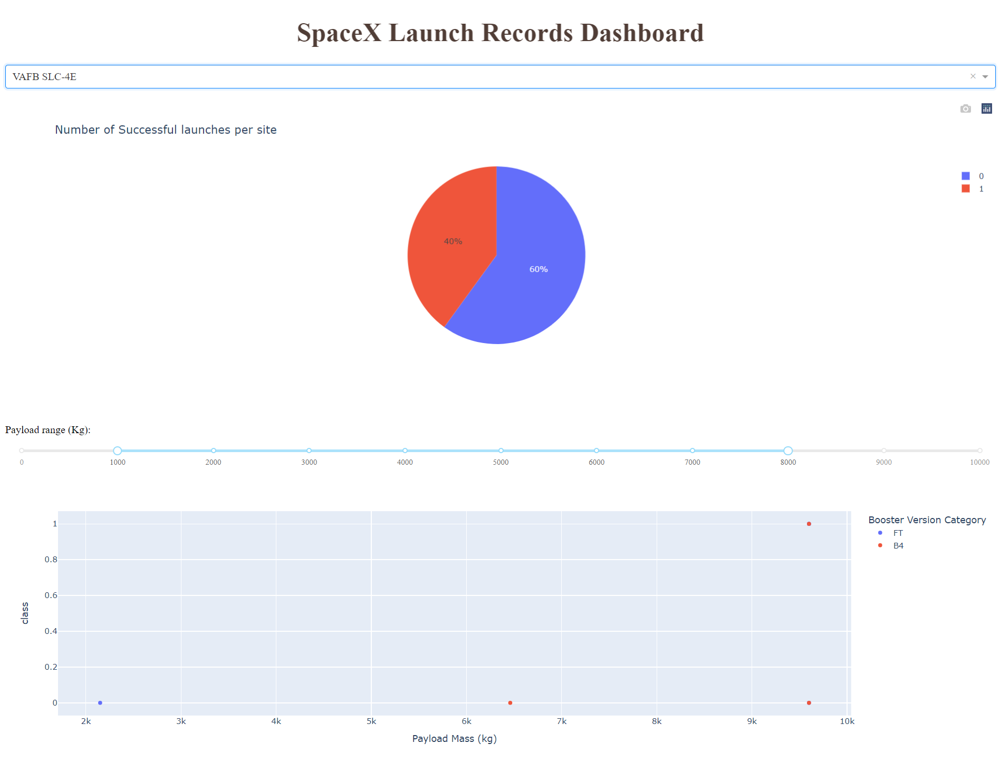 SpaceX Launch Records Dashboard
VAFB SLC-4E
×
Number of Successful launches per site
0
1
40%
60%
Payload range (Kg):
0 1000 2000 3000 4000 5000 6000 7000 8000 9000 10000
Booster Version Category
FT
B4
1
0.8
0.6
0.4
0.2
0
class
2k 3k 4k 5k 6k 7k 8k 9k 10k
Payload Mass (kg)